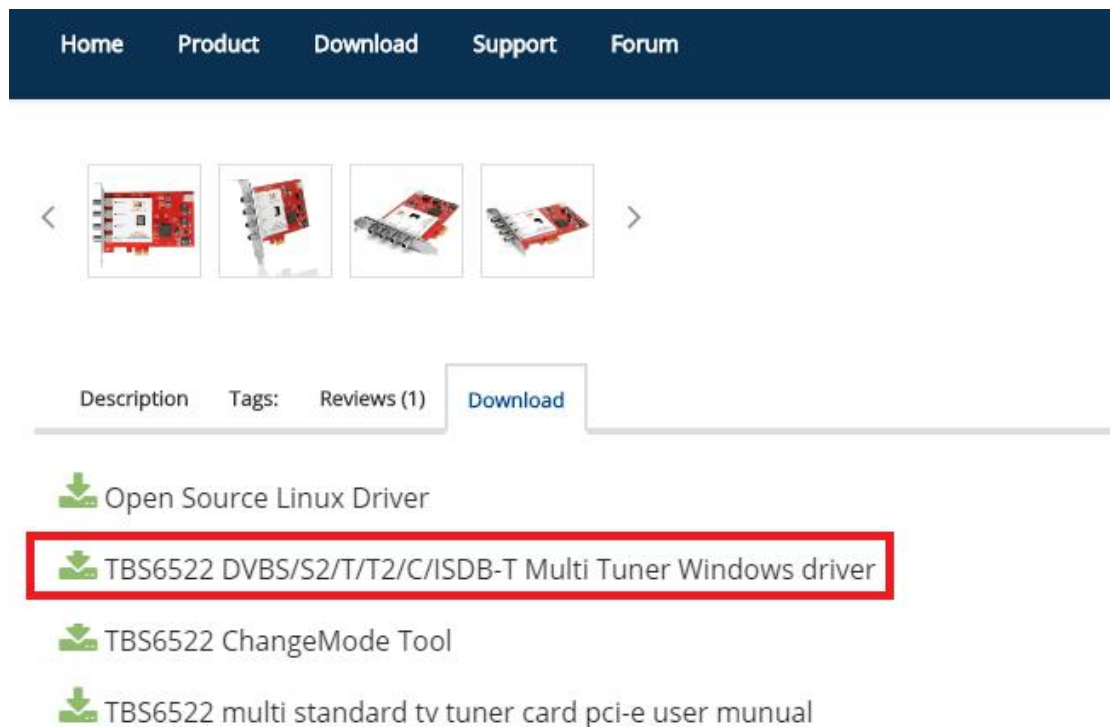 Home Product Download Support Forum
Description Tags: Reviews (1) Download
Open Source Linux Driver
TBS6522 DVBS/S2/T/T2/C/ISDB-T Multi Tuner Windows driver
TBS6522 ChangeMode Tool
TBS6522 multi standard tv tuner card pci-e user munual